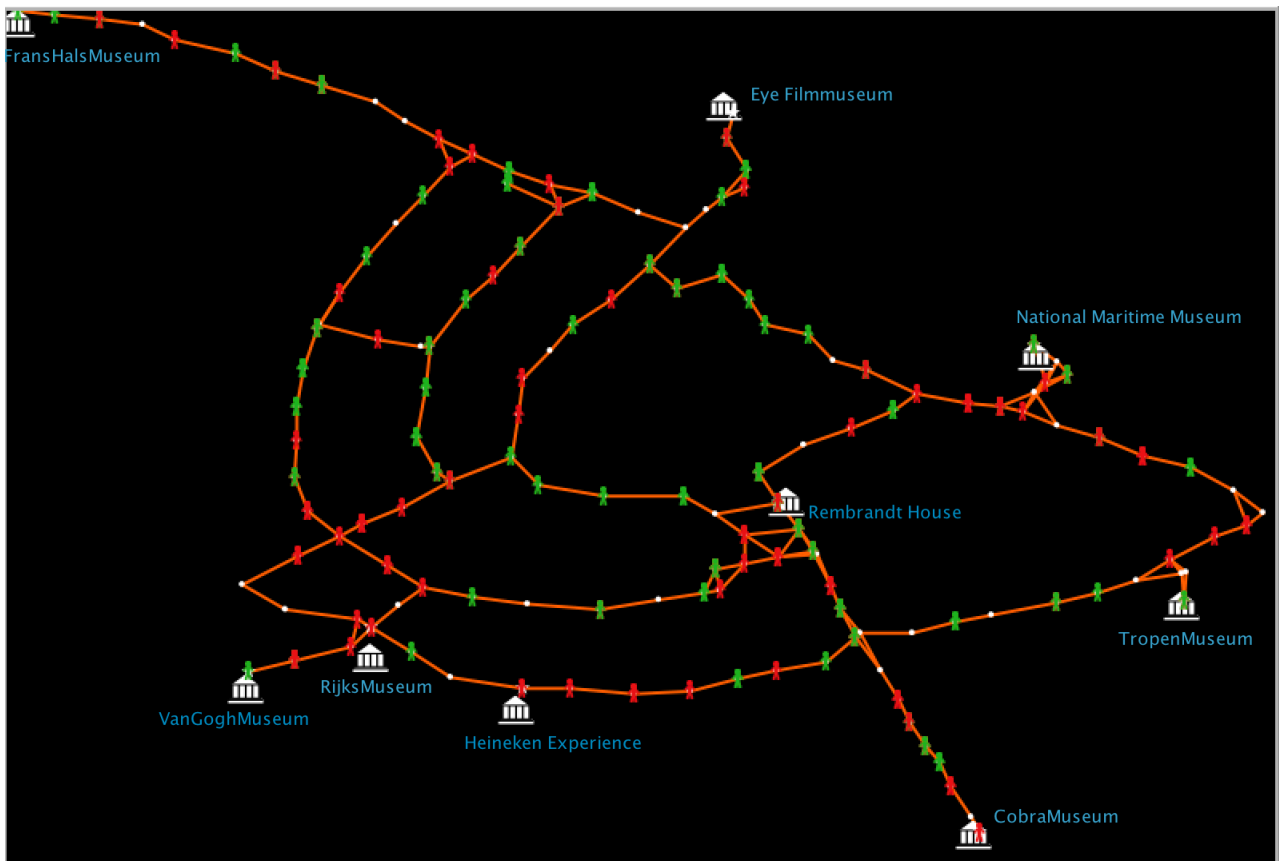 FransHalsMuseum
Eye Filmmuseum
National Maritime Museum
Rembrandt House
TropenMuseum
RijksMuseum
VanGoghMuseum
Heineken Experience
CobraMuseum